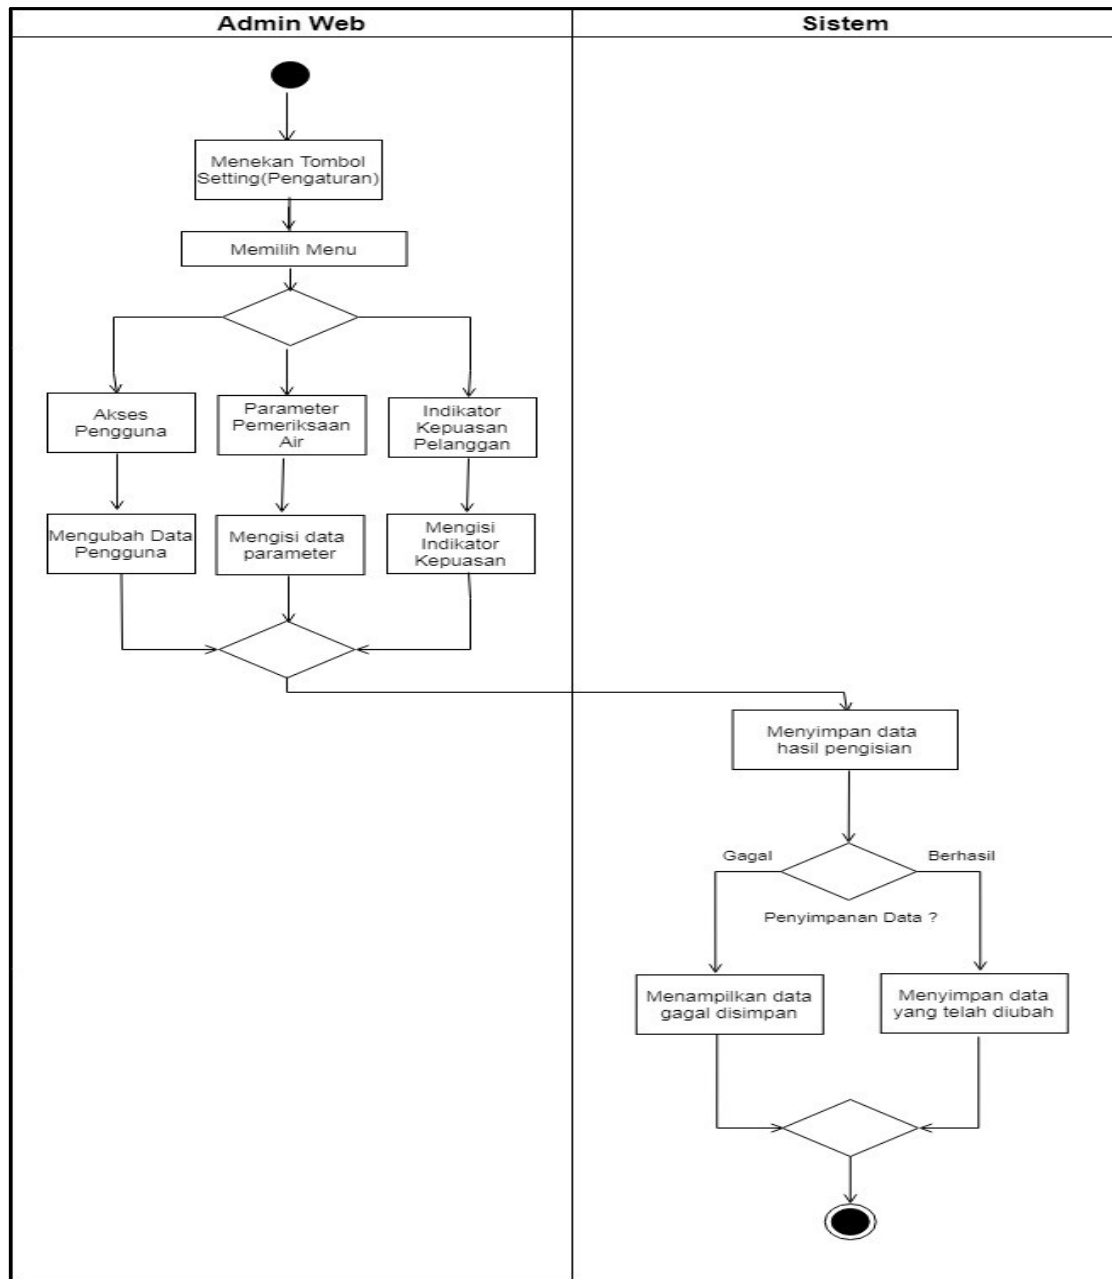 Admin Web
Sistem
Menekan Tombol
Setting(Pengaturan)
Memilih Menu
Akses
Pengguna
Parameter
Pemeriksaan
Air
Indikator
Kepuasan
Pelanggan
Mengubah Data
Pengguna
Mengisi data
parameter
Mengisi
Indikator
Kepuasan
Menyimpan data
hasil pengisian
Gagal
Berhasil
Penyimpanan Data ?
Menampilkan data
gagal disimpan
Menyimpan data
yang telah diubah